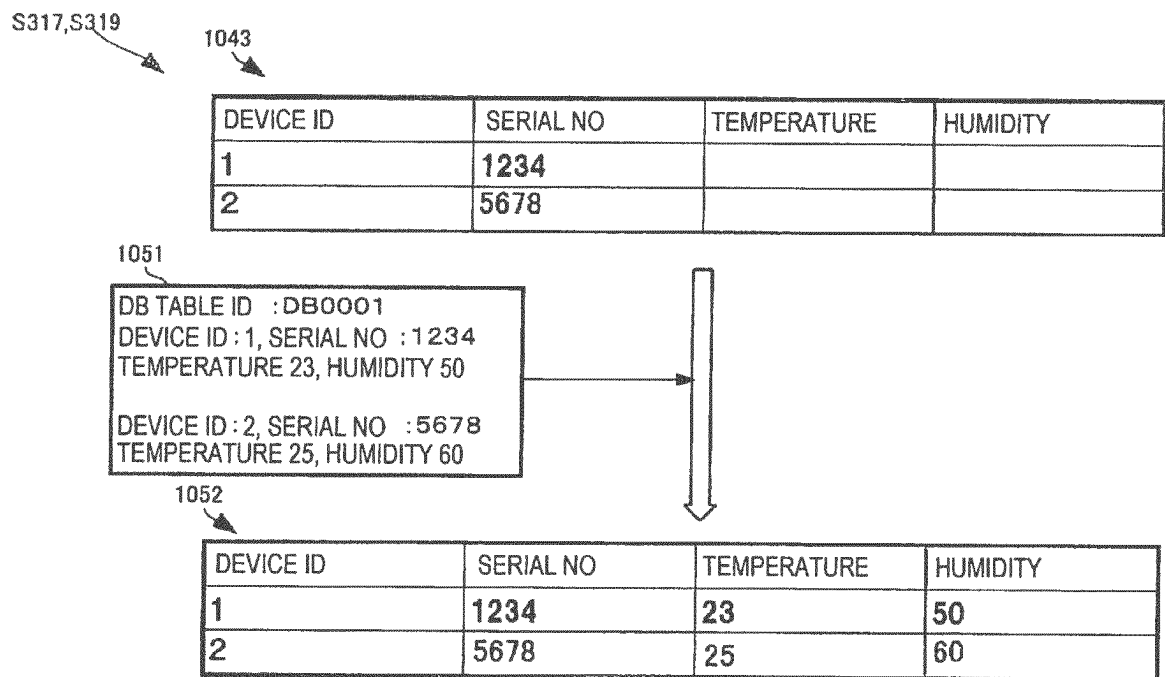 S317,S319
1043
DEVICE ID SERIAL NO TEMPERATURE HUMIDITY
1 1234
2 5678
1051
DB TABLE ID :DB0001
DEVICE ID:1, SERIAL NO :1234
TEMPERATURE 23, HUMIDITY 50
DEVICE ID:2, SERIAL NO :5678
TEMPERATURE 25, HUMIDITY 60
1052
DEVICE ID SERIAL NO TEMPERATURE HUMIDITY
1 1234 23 50
2 5678 25 60